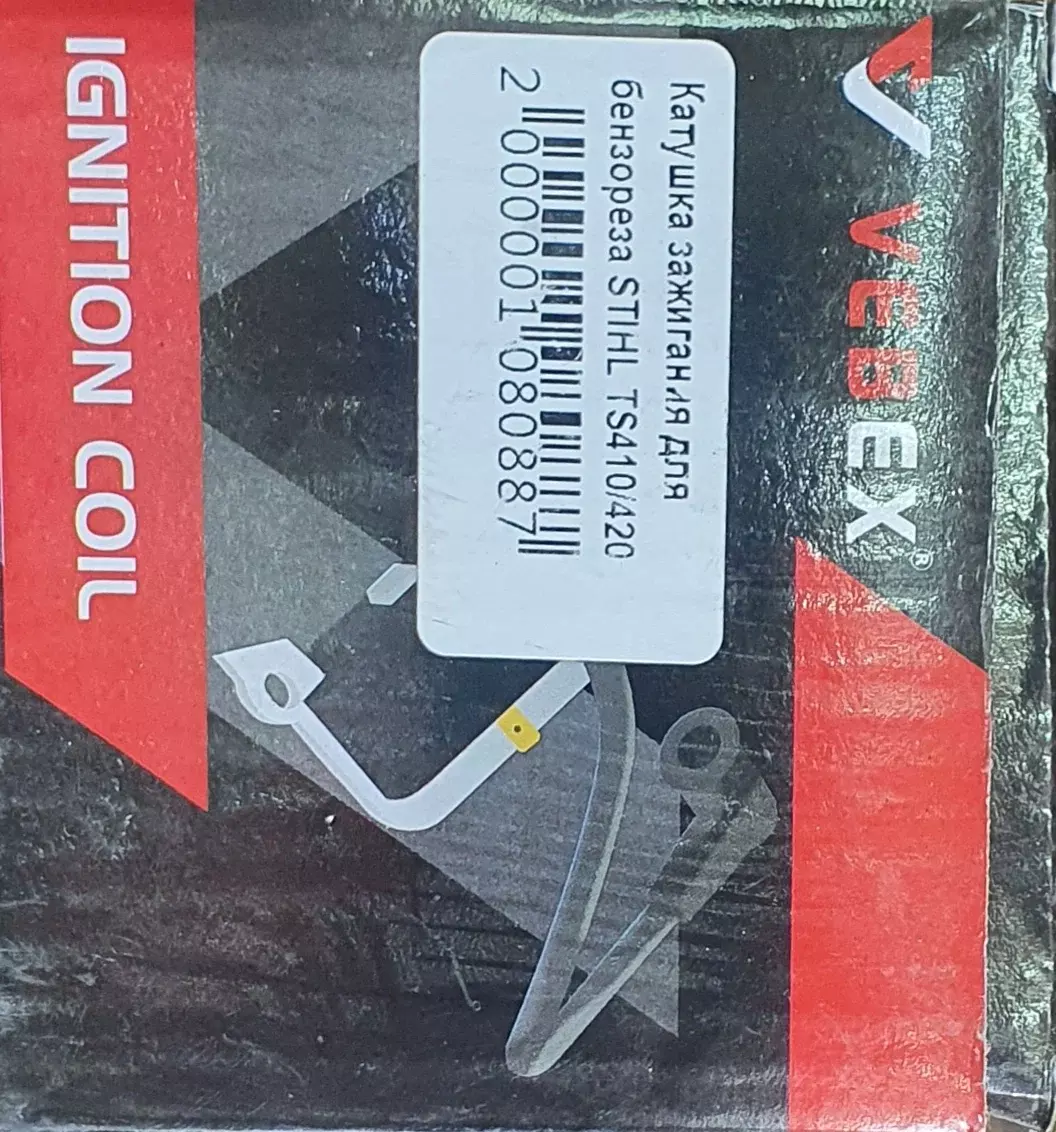 VEBEX®
Катушка зажигания для
бензореза STIHL TS410/420
2 000001 080887
IGNITION COIL